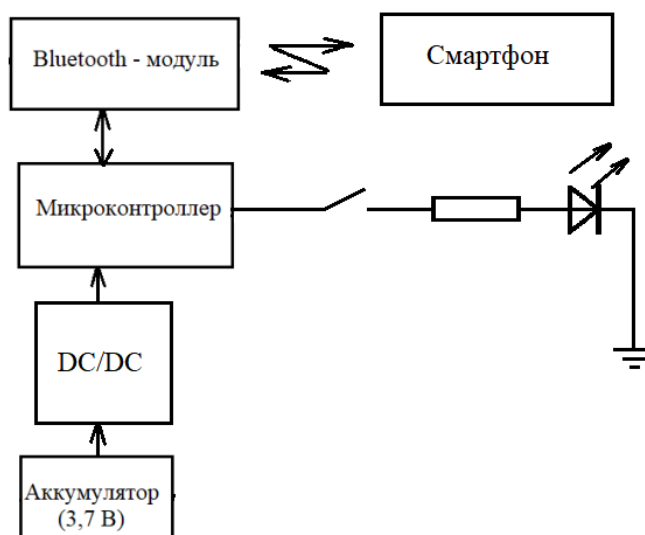 Bluetooth - модуль
Смартфон
Микроконтроллер
DC/DC
Аккумулятор
(3,7 В)